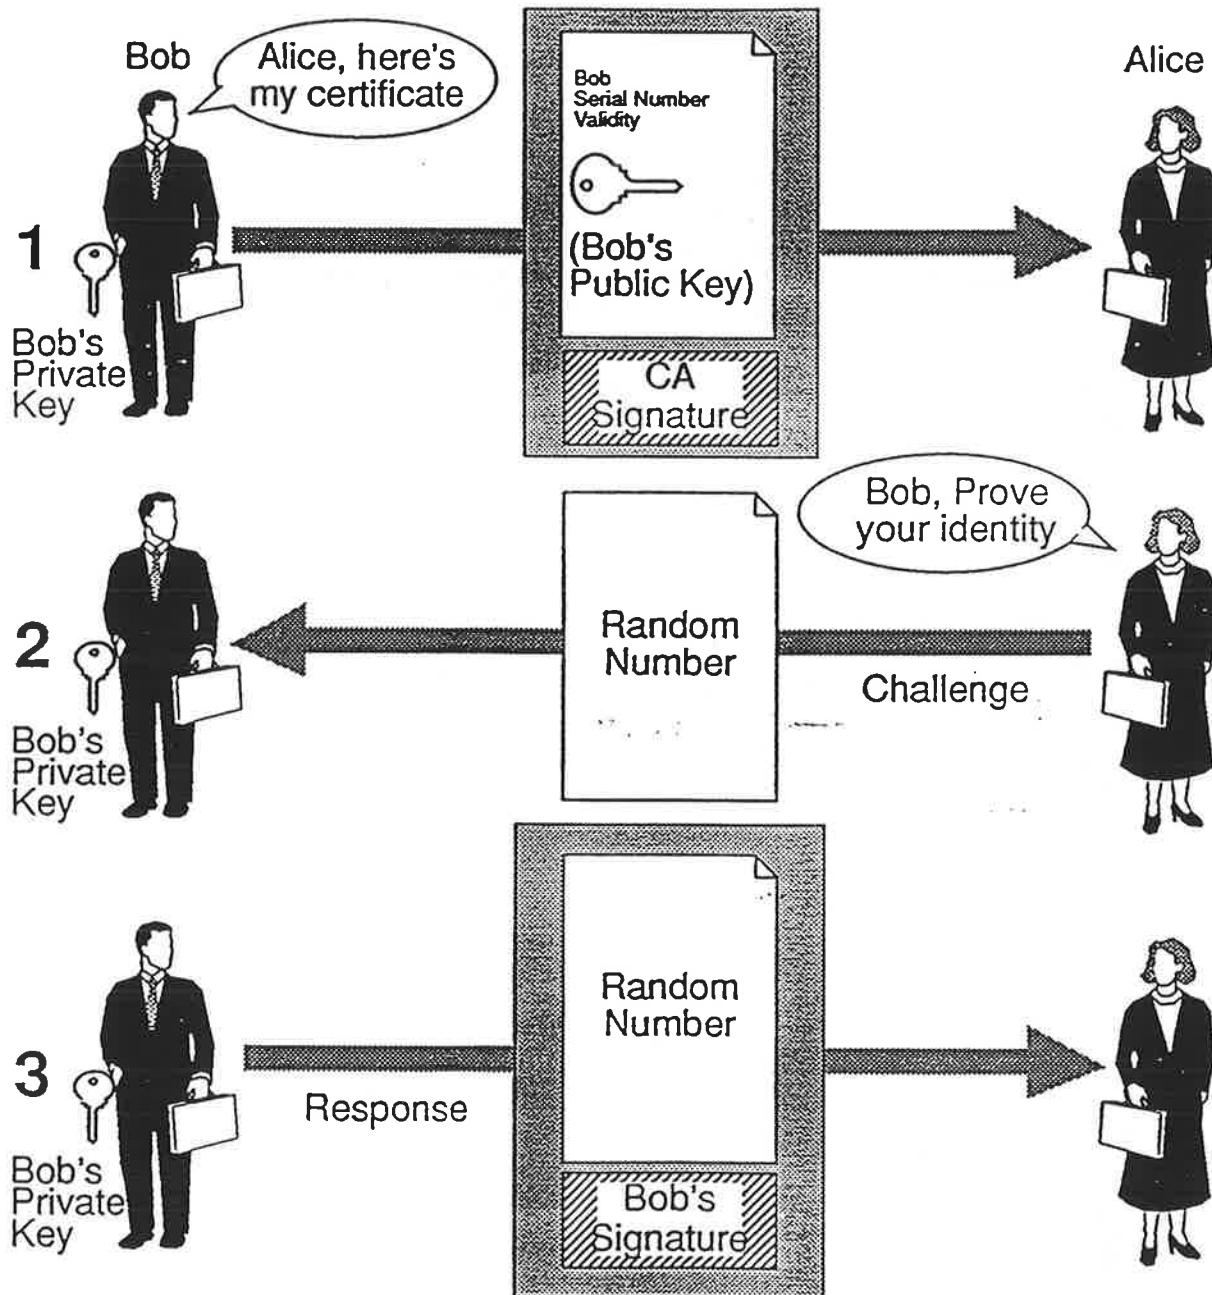 Bob
Alice, here's
my certificate
Alice
Bob
Serial Number
Validity
1
(Bob's
Public Key)
Bob's
Private
Key
CA
Signature
Bob, Prove
your identity
2
Random
Number
Challenge
Bob's
Private
Key
3
Random
Number
Response
Bob's
Private
Key
Bob's
Signature